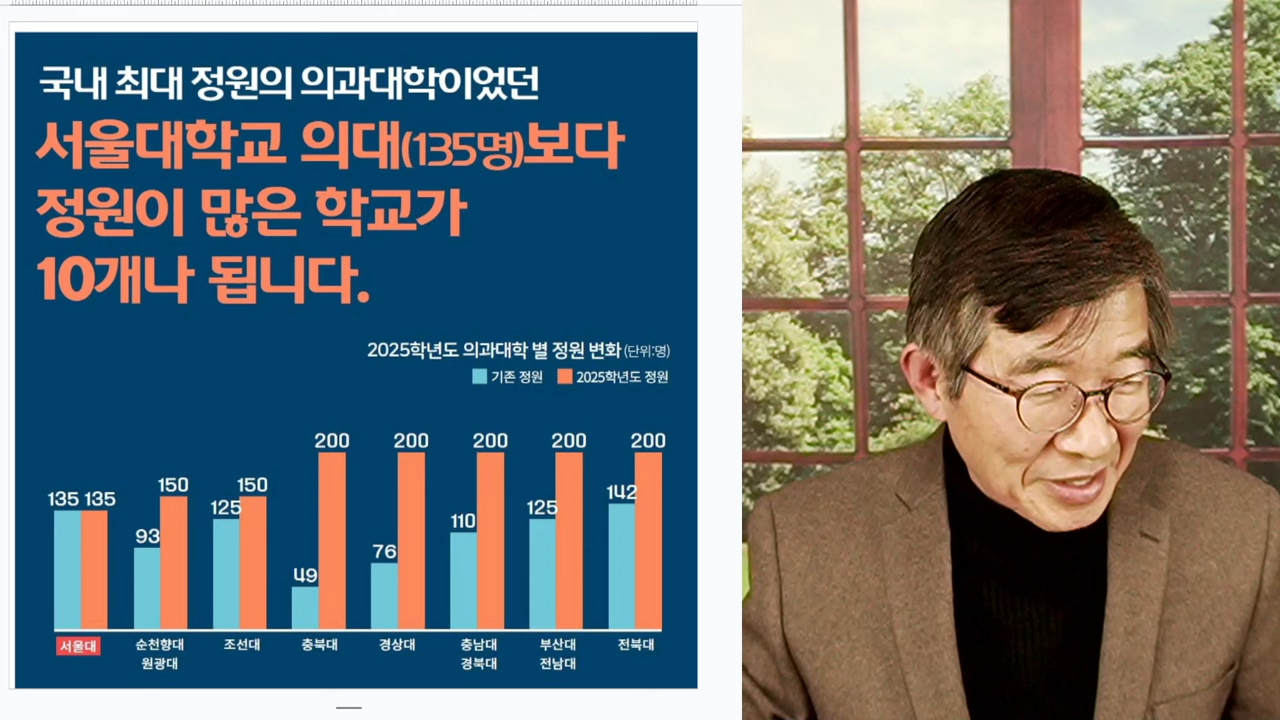 국내 최대 정원의 의과대학이었던
서울대학교 의대(135명)보다
정원이 많은 학교가
10개나 됩니다.
2025학년도 의과대학 별 정원 변화 (단위:명)
기존 정원 2025학년도 정원
200 200 200 200 200
135 135 150 150 142
93 125 110 125
49 76
서울대 순천향대 조선대 충북대 경상대 충남대 부산대 전북대
원광대 경북대 전남대